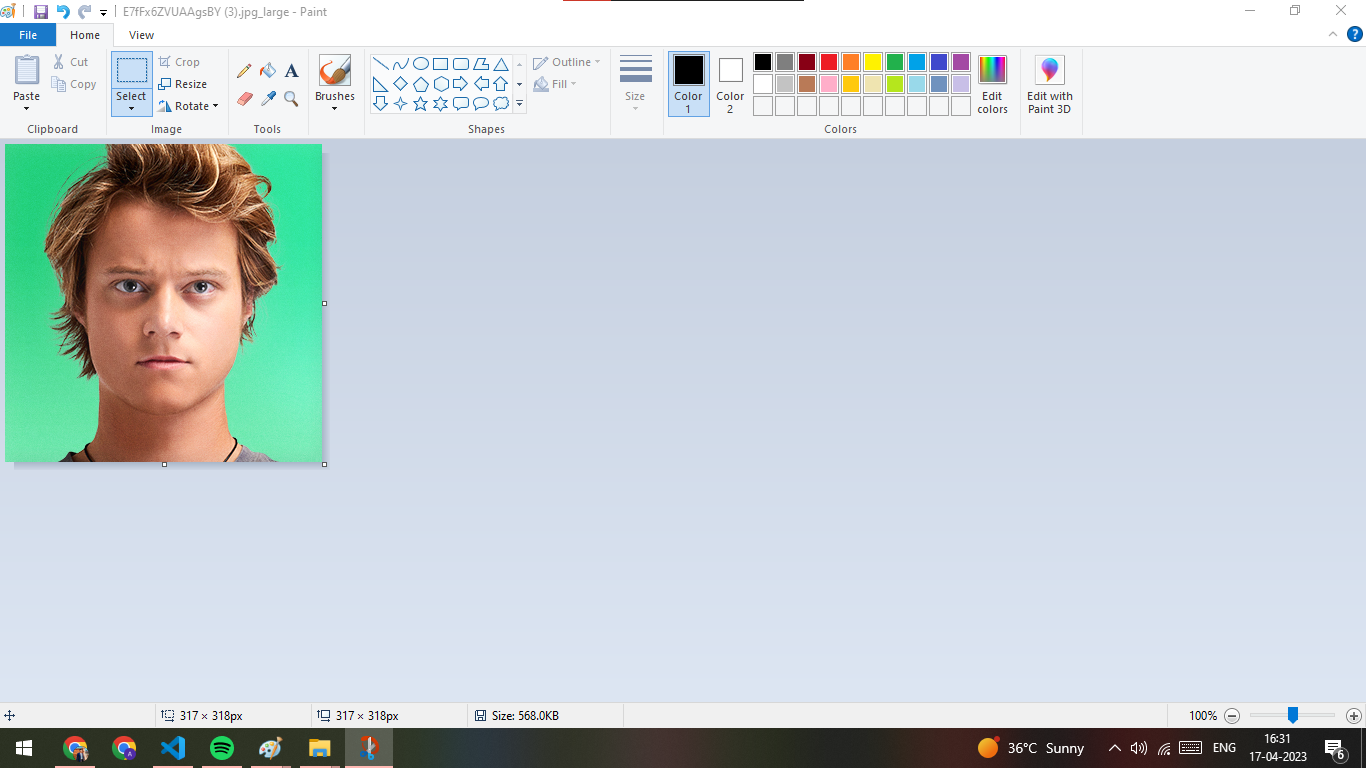 E7fFx6ZVUAAgsBY (3).jpg_large - Paint
File Home View
Paste
Cut
Copy
Clipboard
Select
Crop
Resize
Rotate
Image
A
Tools
Brushes
Shapes
Outline
Fill
Size
Color
1
Color
2
Edit
colors
Colors
Edit with
Paint 3D
317 × 318px 317 × 318px Size: 568.0KB 100%
36°C Sunny ENG 16:31
17-04-2023
6